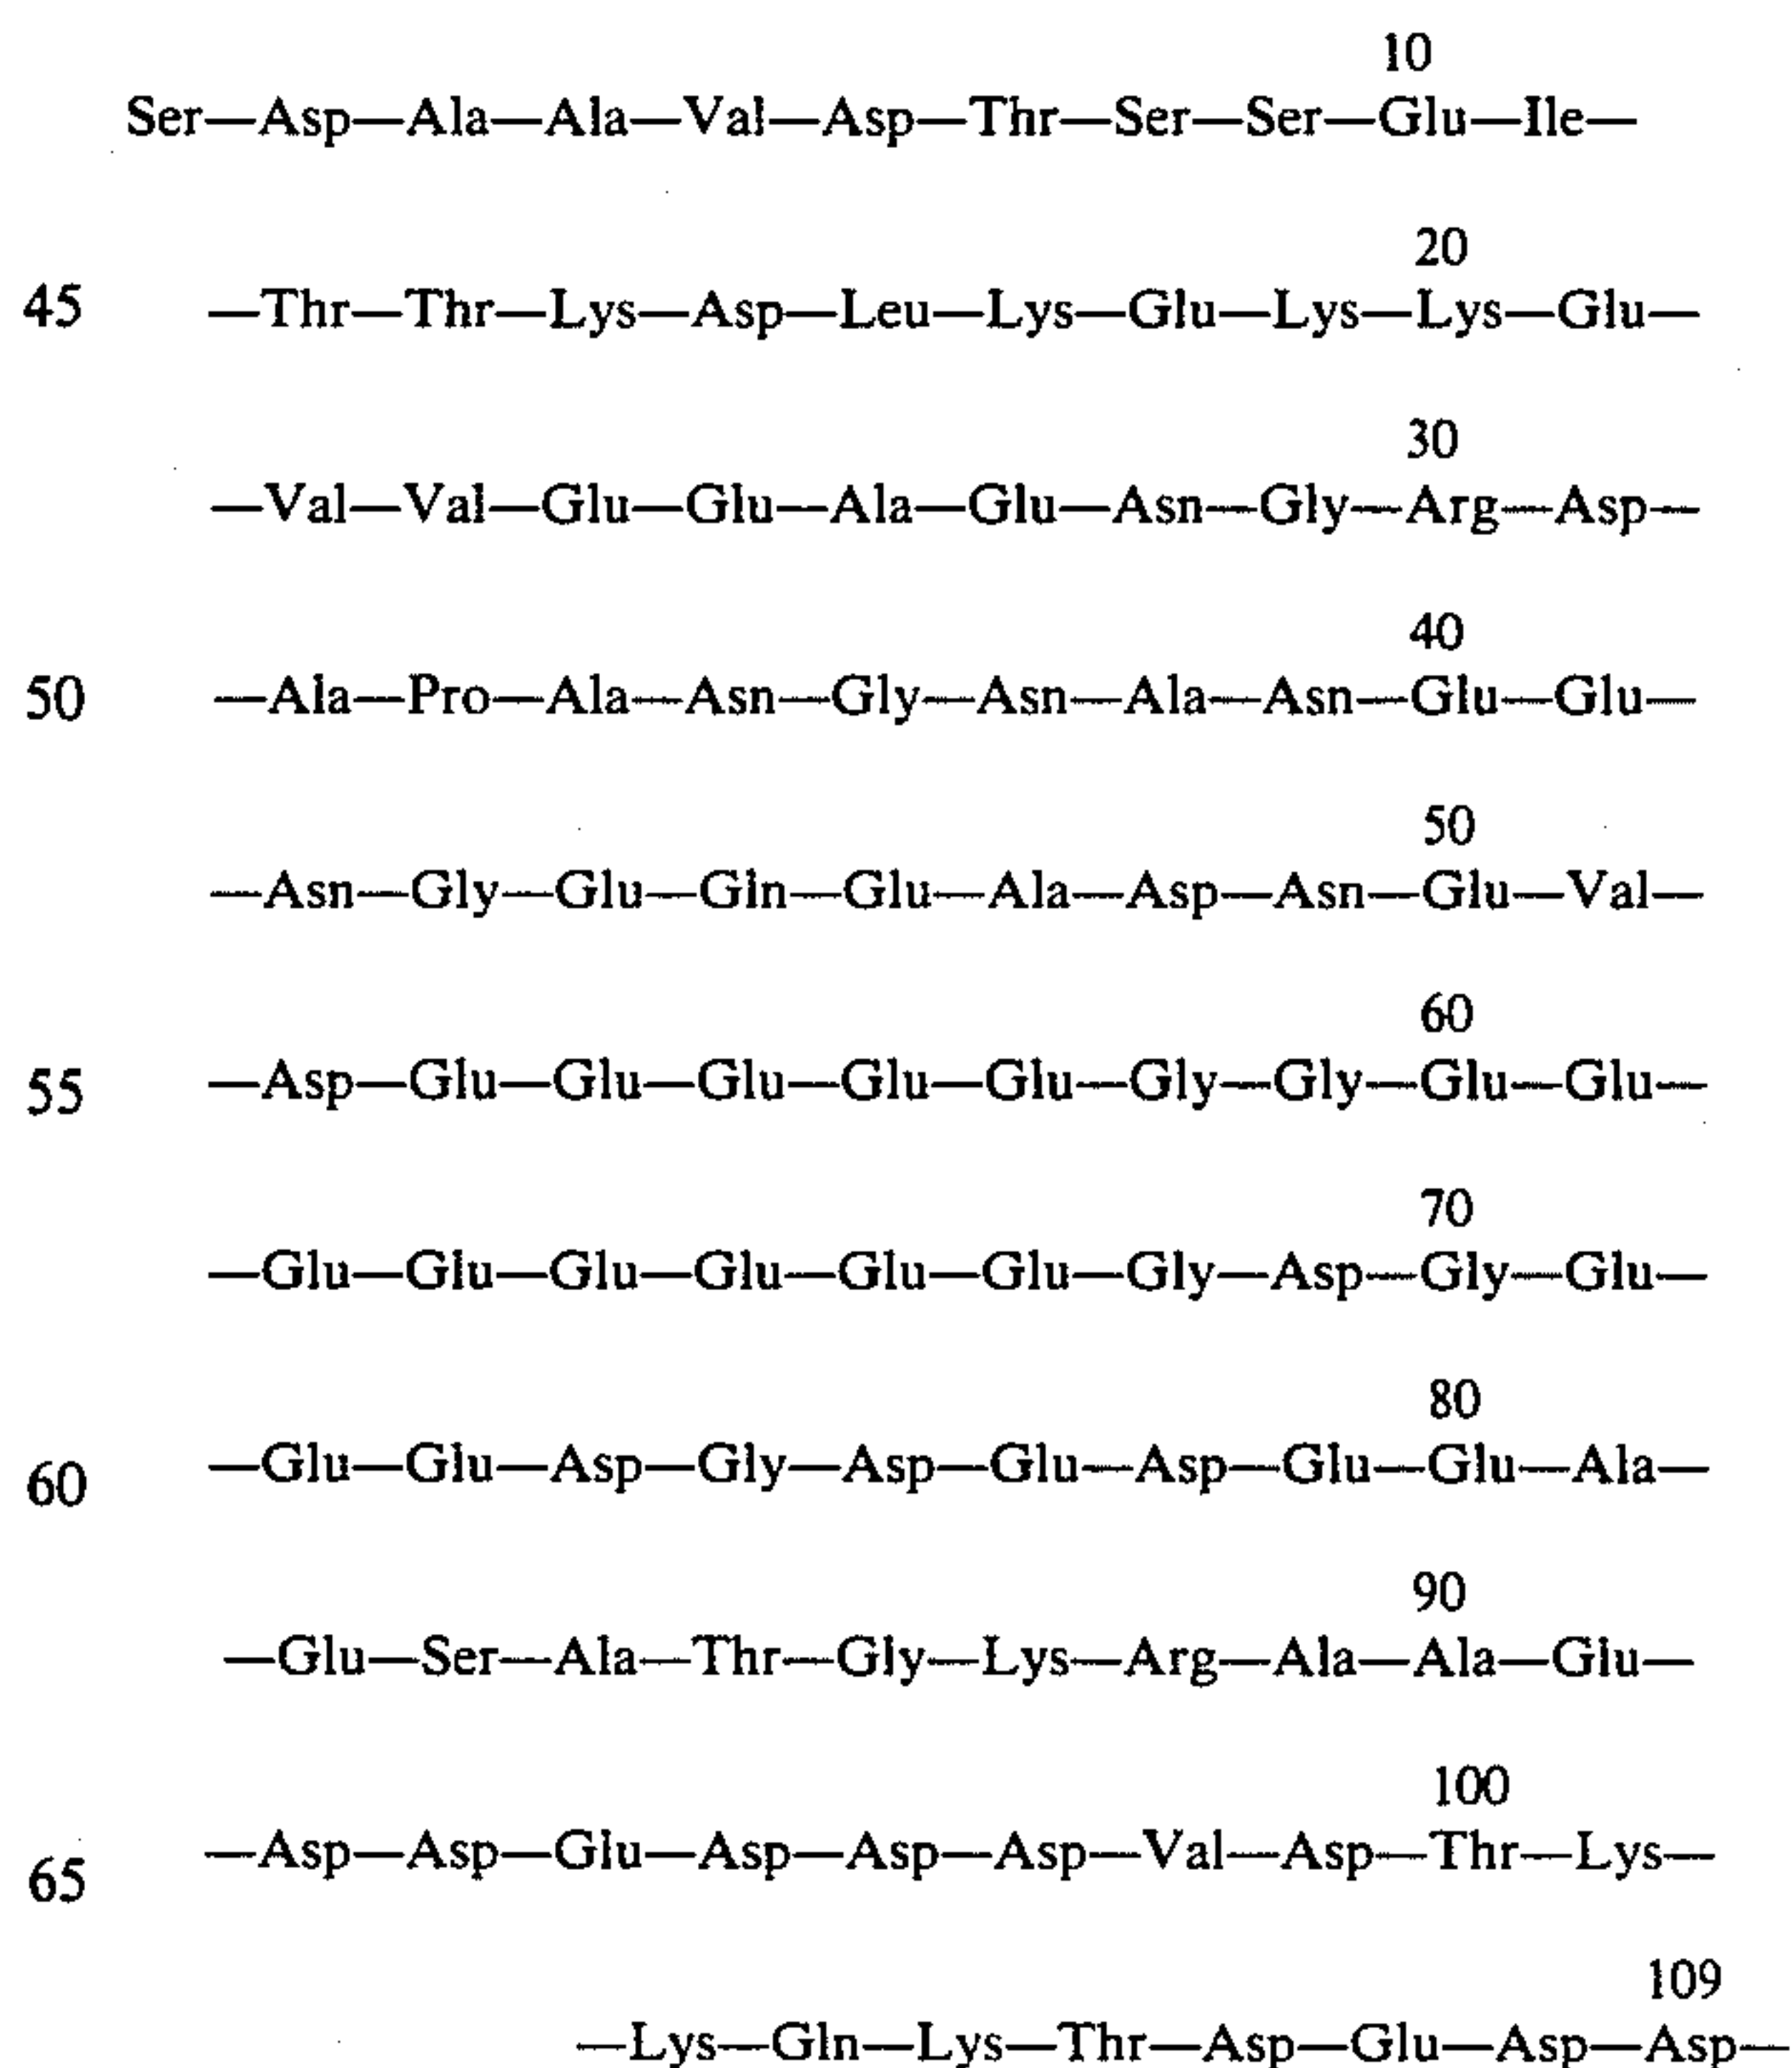 10
Ser—Asp—Ala—Ala—Val—Asp—Thr—Ser—Ser—Glu—Ile—
20
45 —Thr—Thr—Lys—Asp—Leu—Lys—Glu—Lys—Lys—Glu—
30
—Val—Val—Glu—Glu—Ala—Glu—Asn—Gly—Arg—Asp—
40
50 —Ala—Pro—Ala—Asn—Gly—Asn—Ala—Asn—Glu—Glu—
50
—Asn—Gly—Glu—Gln—Glu—Ala—Asp—Asn—Glu—Val—
60
55 —Asp—Glu—Glu—Glu—Glu—Glu—Gly—Gly—Glu—Glu—
70
—Glu—Glu—Glu—Glu—Glu—Glu—Gly—Asp—Gly—Glu—
80
60 —Glu—Glu—Asp—Gly—Asp—Glu—Asp—Glu—Glu—Ala—
90
—Glu—Ser—Ala—Thr—Gly—Lys—Arg—Ala—Ala—Glu—
100
65 —Asp—Asp—Glu—Asp—Asp—Asp—Val—Asp—Thr—Lys—
109
—Lys—Gln—Lys—Thr—Asp—Glu—Asp—Asp—